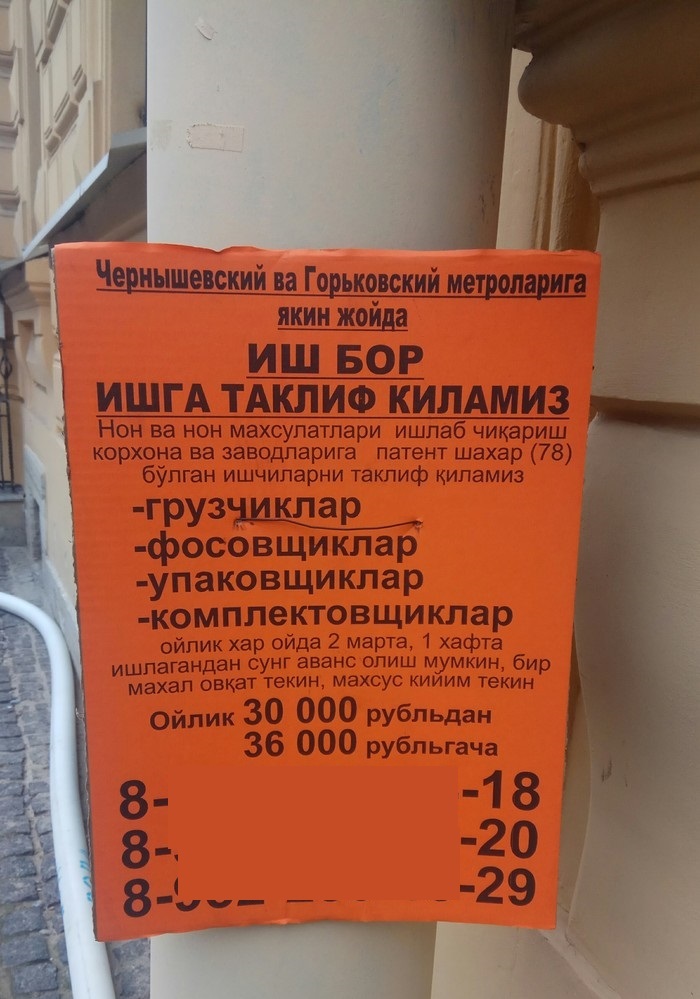 Чернышевский ва Горьковский метроларига
якин жойда
ИШ БОР
ИШГА ТАКЛИФ КИЛАМИЗ
Нон ва нон махсулатлари ишлаб чиқариш
корхона ва заводларига патент шахар (78)
бўлган ишчиларни таклиф қиламиз
-грузчиклар
-фосовщиклар
-упаковщиклар
-комплектовщиклар
ойлик хар ойда 2 марта, 1 хафта
ишлагандан сунг аванс олиш мумкин, бир
махал овқат текин, махсус кийим текин
Ойлик 30 000 рубльдан
36 000 рубльгача
8- -18
8- -20
8- -29